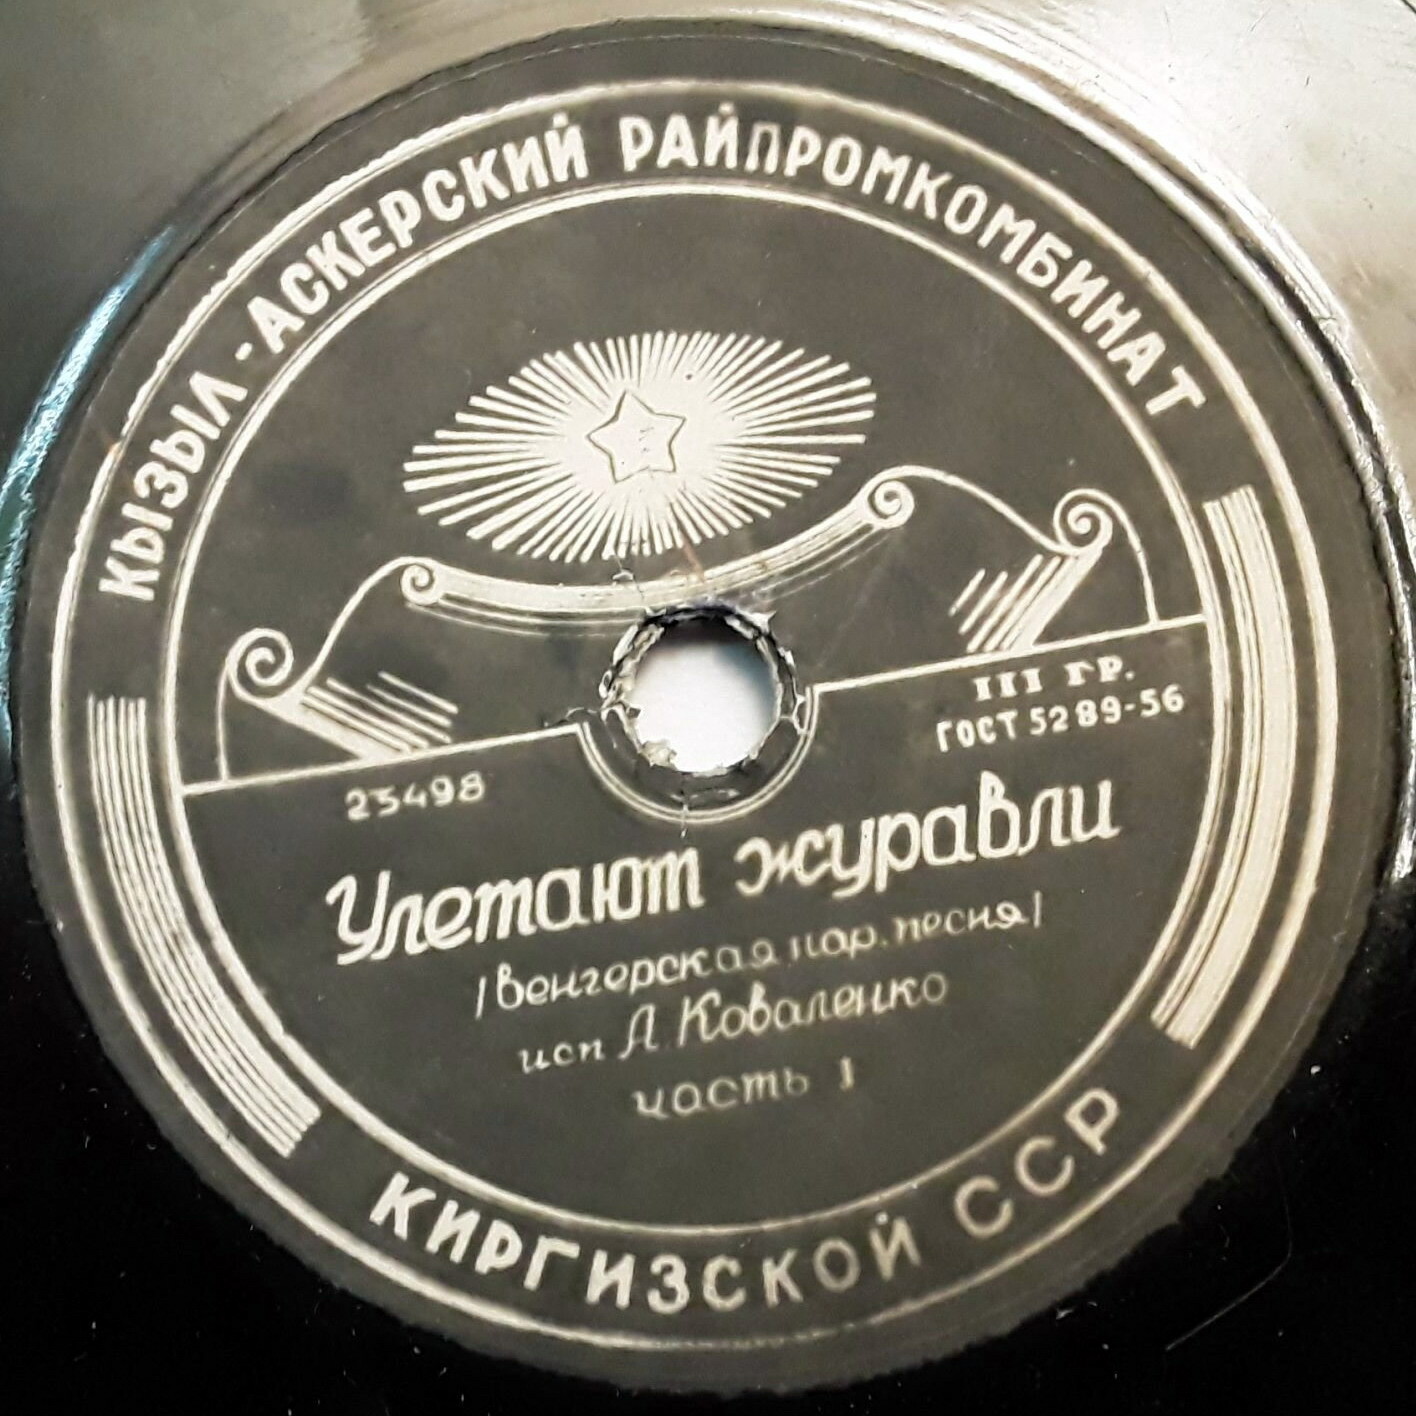 КЫЗЫЛ-АСКЕРСКИЙ РАЙПРОМКОМБИНАТ
III ГР.
ГОСТ 5289-56
23498
Улетают журавли
/венгерская нар. песня/
исп А. Коваленко
часть 1
КИРГИЗСКОЙ ССР